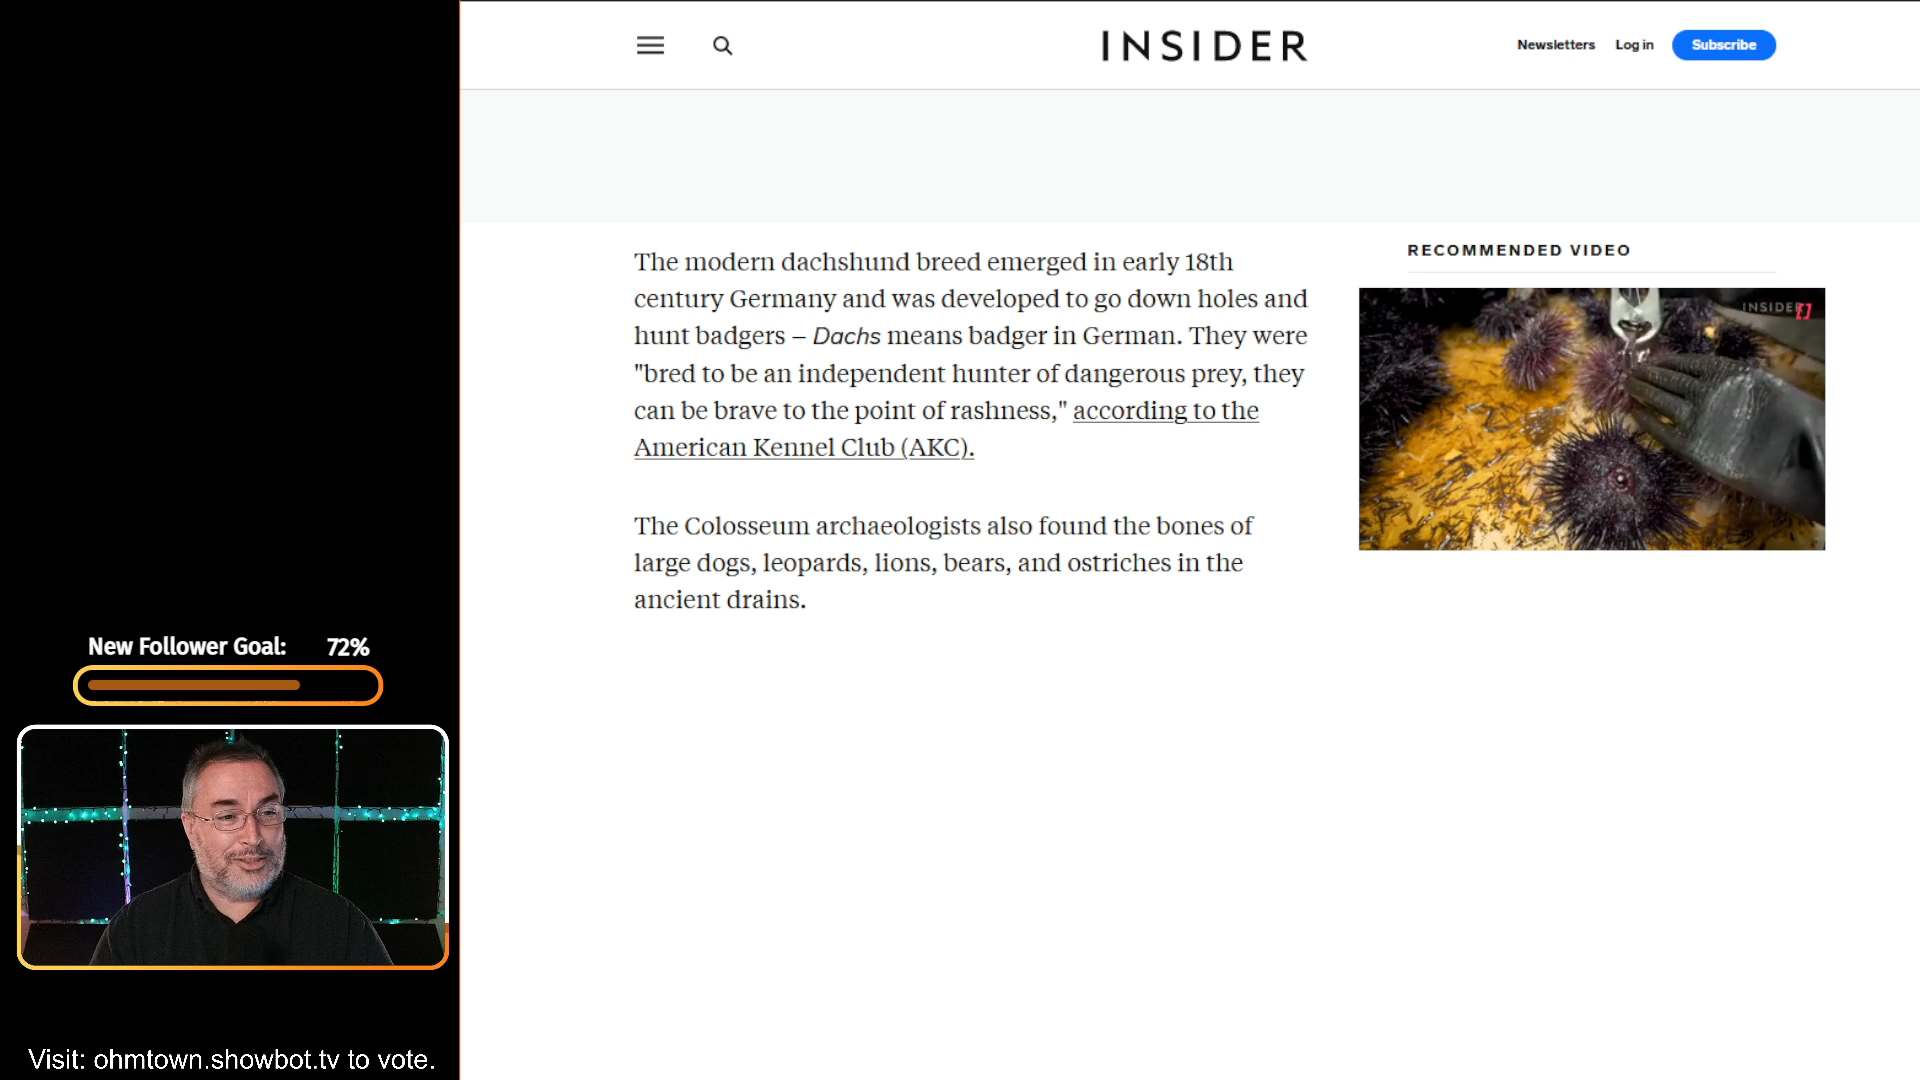 INSIDER
Newsletters
Log in
Subscribe
The modern dachshund breed emerged in early 18th
century Germany and was developed to go down holes and
hunt badgers – Dachs means badger in German. They were
"bred to be an independent hunter of dangerous prey, they
can be brave to the point of rashness," according to the
American Kennel Club (AKC).
The Colosseum archaeologists also found the bones of
large dogs, leopards, lions, bears, and ostriches in the
ancient drains.
RECOMMENDED VIDEO
INSIDER
New Follower Goal: 72%
Visit: ohmtown.showbot.tv to vote.